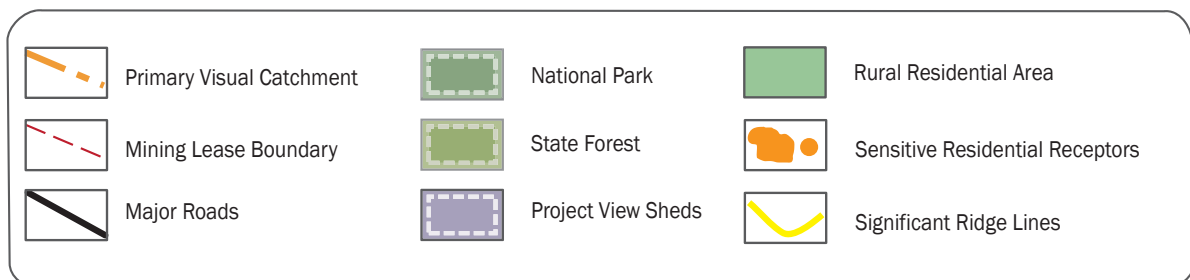 Primary Visual Catchment
Mining Lease Boundary
Major Roads
National Park
State Forest
Project View Sheds
Rural Residential Area
Sensitive Residential Receptors
Significant Ridge Lines